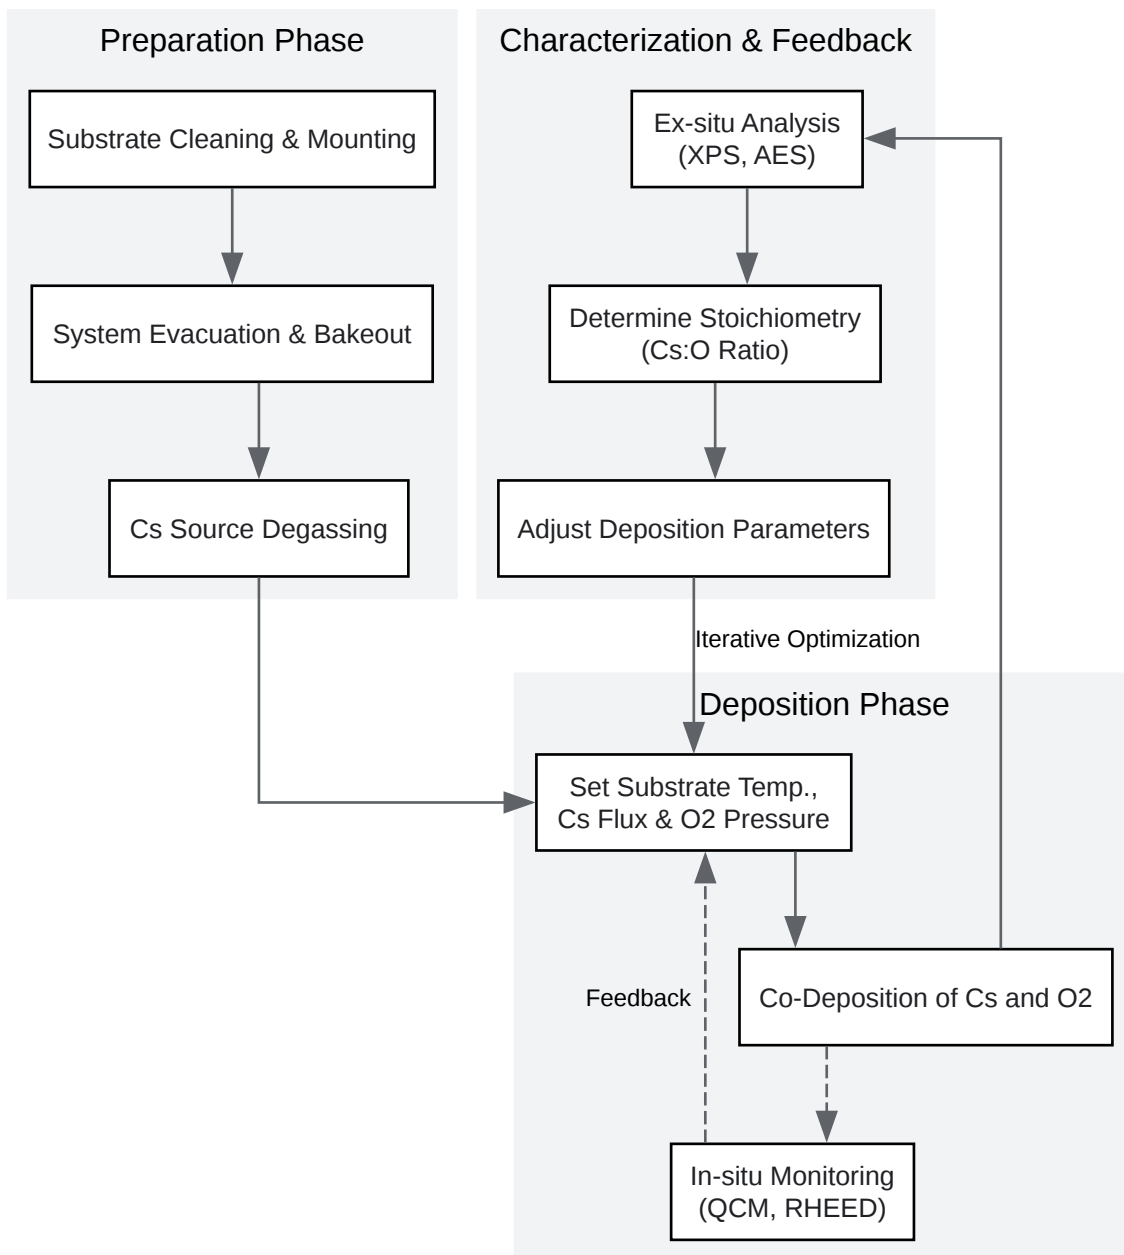 Preparation Phase
Substrate Cleaning & Mounting
System Evacuation & Bakeout
Cs Source Degassing
Characterization & Feedback
Ex-situ Analysis
(XPS, AES)
Determine Stoichiometry
(Cs:O Ratio)
Adjust Deposition Parameters
Iterative Optimization
Deposition Phase
Set Substrate Temp.,
Cs Flux & O2 Pressure
Feedback
Co-Deposition of Cs and O2
In-situ Monitoring
(QCM, RHEED)